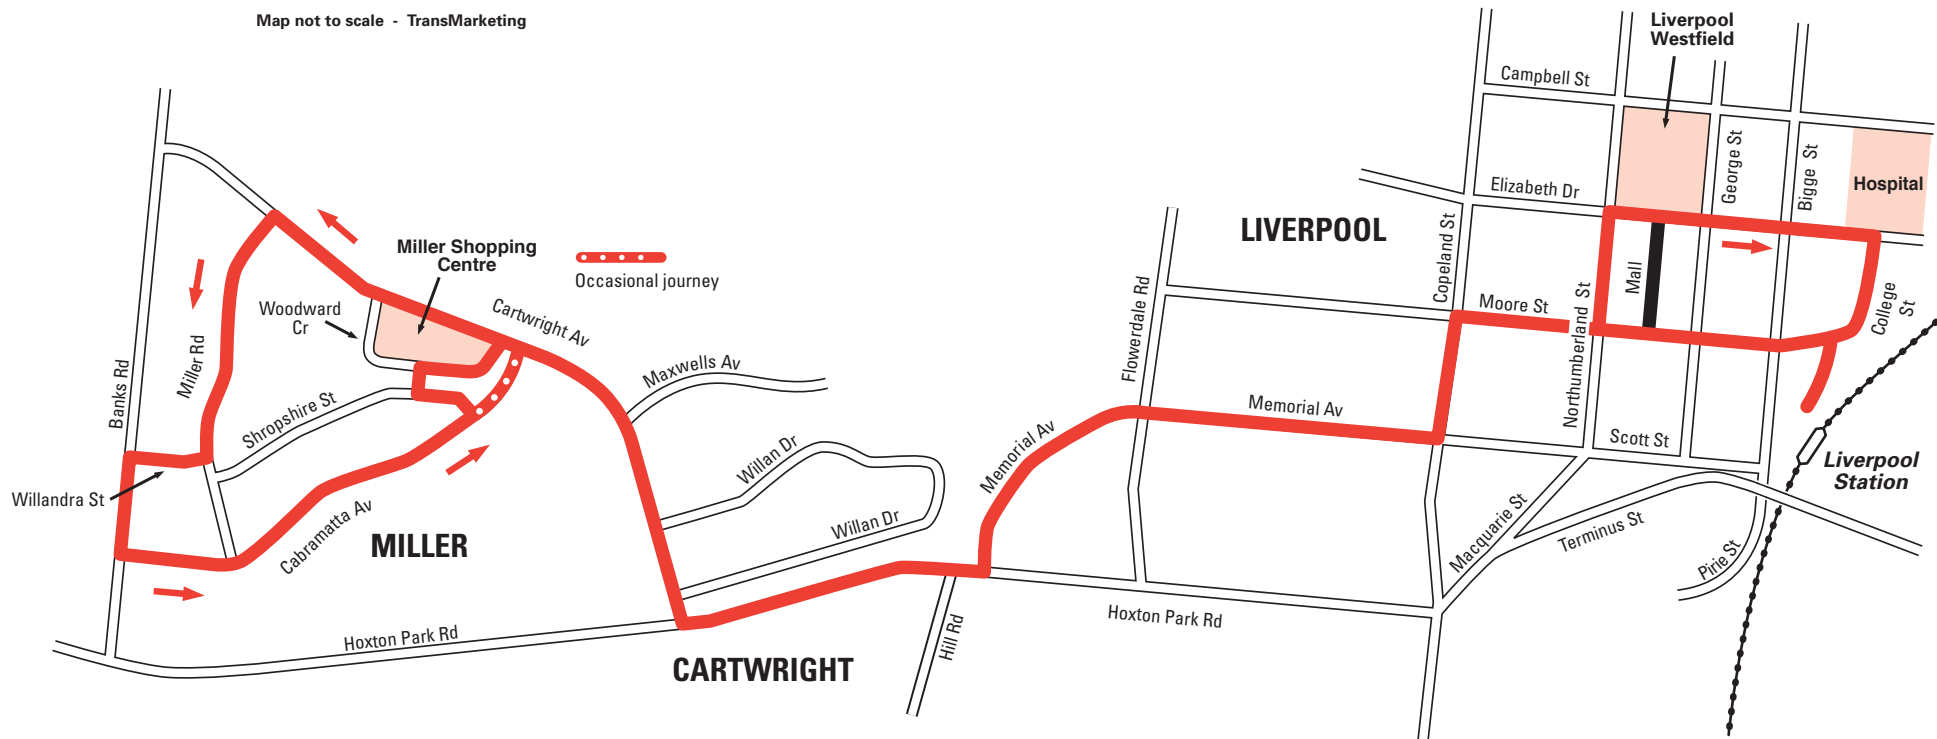 Map not to scale - TransMarketing
Liverpool
Westfield
Campbell St
Elizabeth Dr
George St
Bigge St
Hospital
LIVERPOOL
Copeland St
Moore St
Mall
Northumberland St
College
St
Miller Shopping
Centre
Occasional journey
Woodward
Cr
Cartwright Av
Maxwells Av
Flowerdale Rd
Banks Rd
Miller Rd
Shropshire St
Memorial Av
Memorial Av
Scott St
Liverpool
Station
Willandra St
Cabramatta Av
MILLER
Willan Dr
Willan Dr
Macquarie St
Terminus St
Pirie St
Hoxton Park Rd
Hoxton Park Rd
Hill Rd
CARTWRIGHT